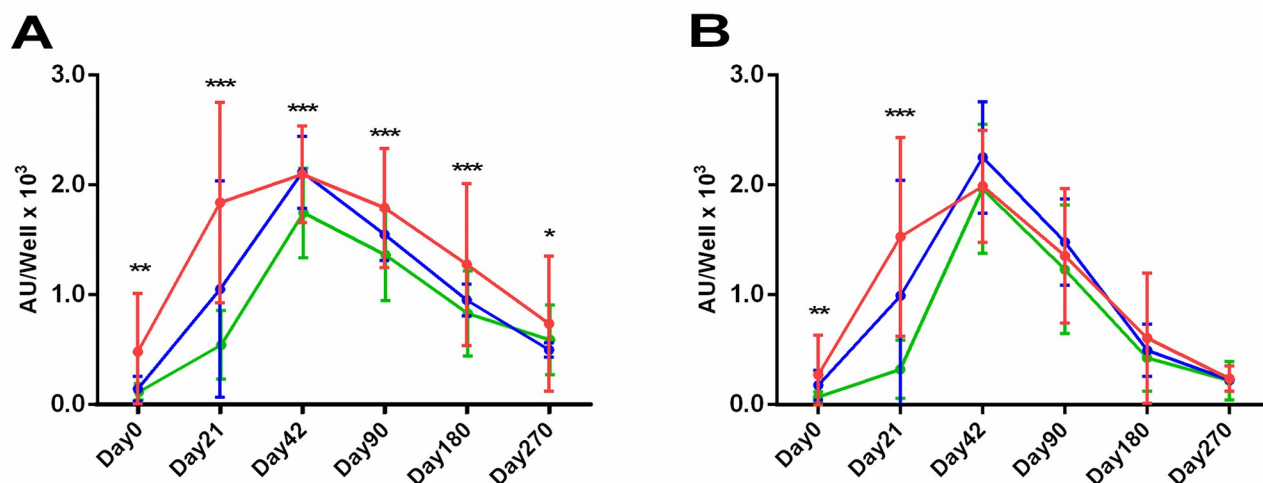 A
B
3.0
2.0
1.0
0.0
AU/Well x 10³
**
***
***
***
***
*
Day0
Day21
Day42
Day90
Day180
Day270
3.0
2.0
1.0
0.0
AU/Well x 10³
**
***
Day0
Day21
Day42
Day90
Day180
Day270